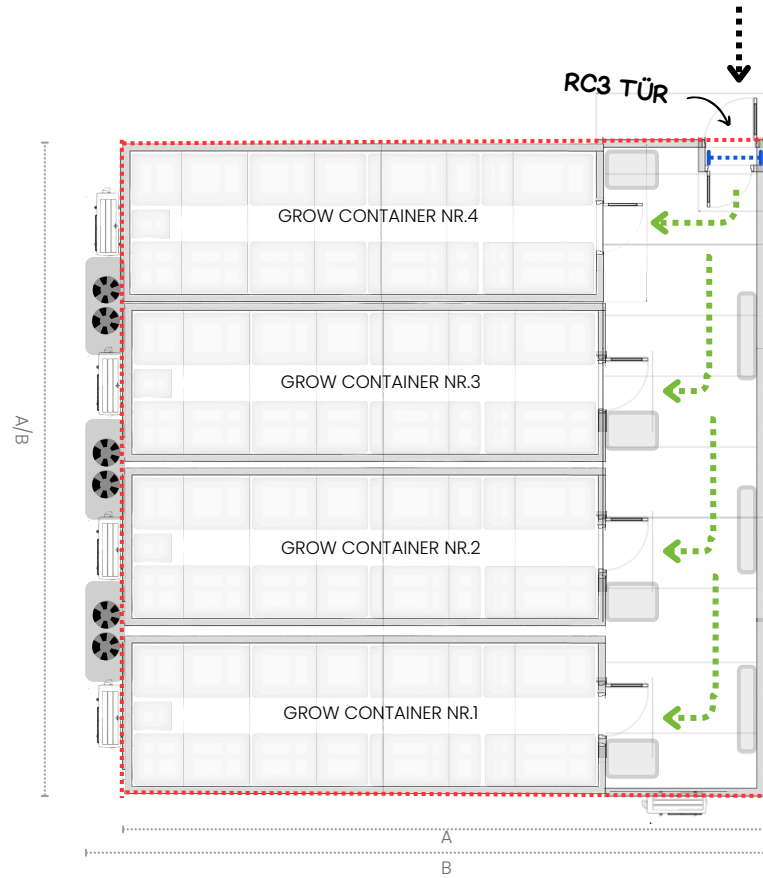 RC3 TÜR
GROW CONTAINER NR.4
GROW CONTAINER NR.3
A/B
GROW CONTAINER NR.2
GROW CONTAINER NR.1
A
B